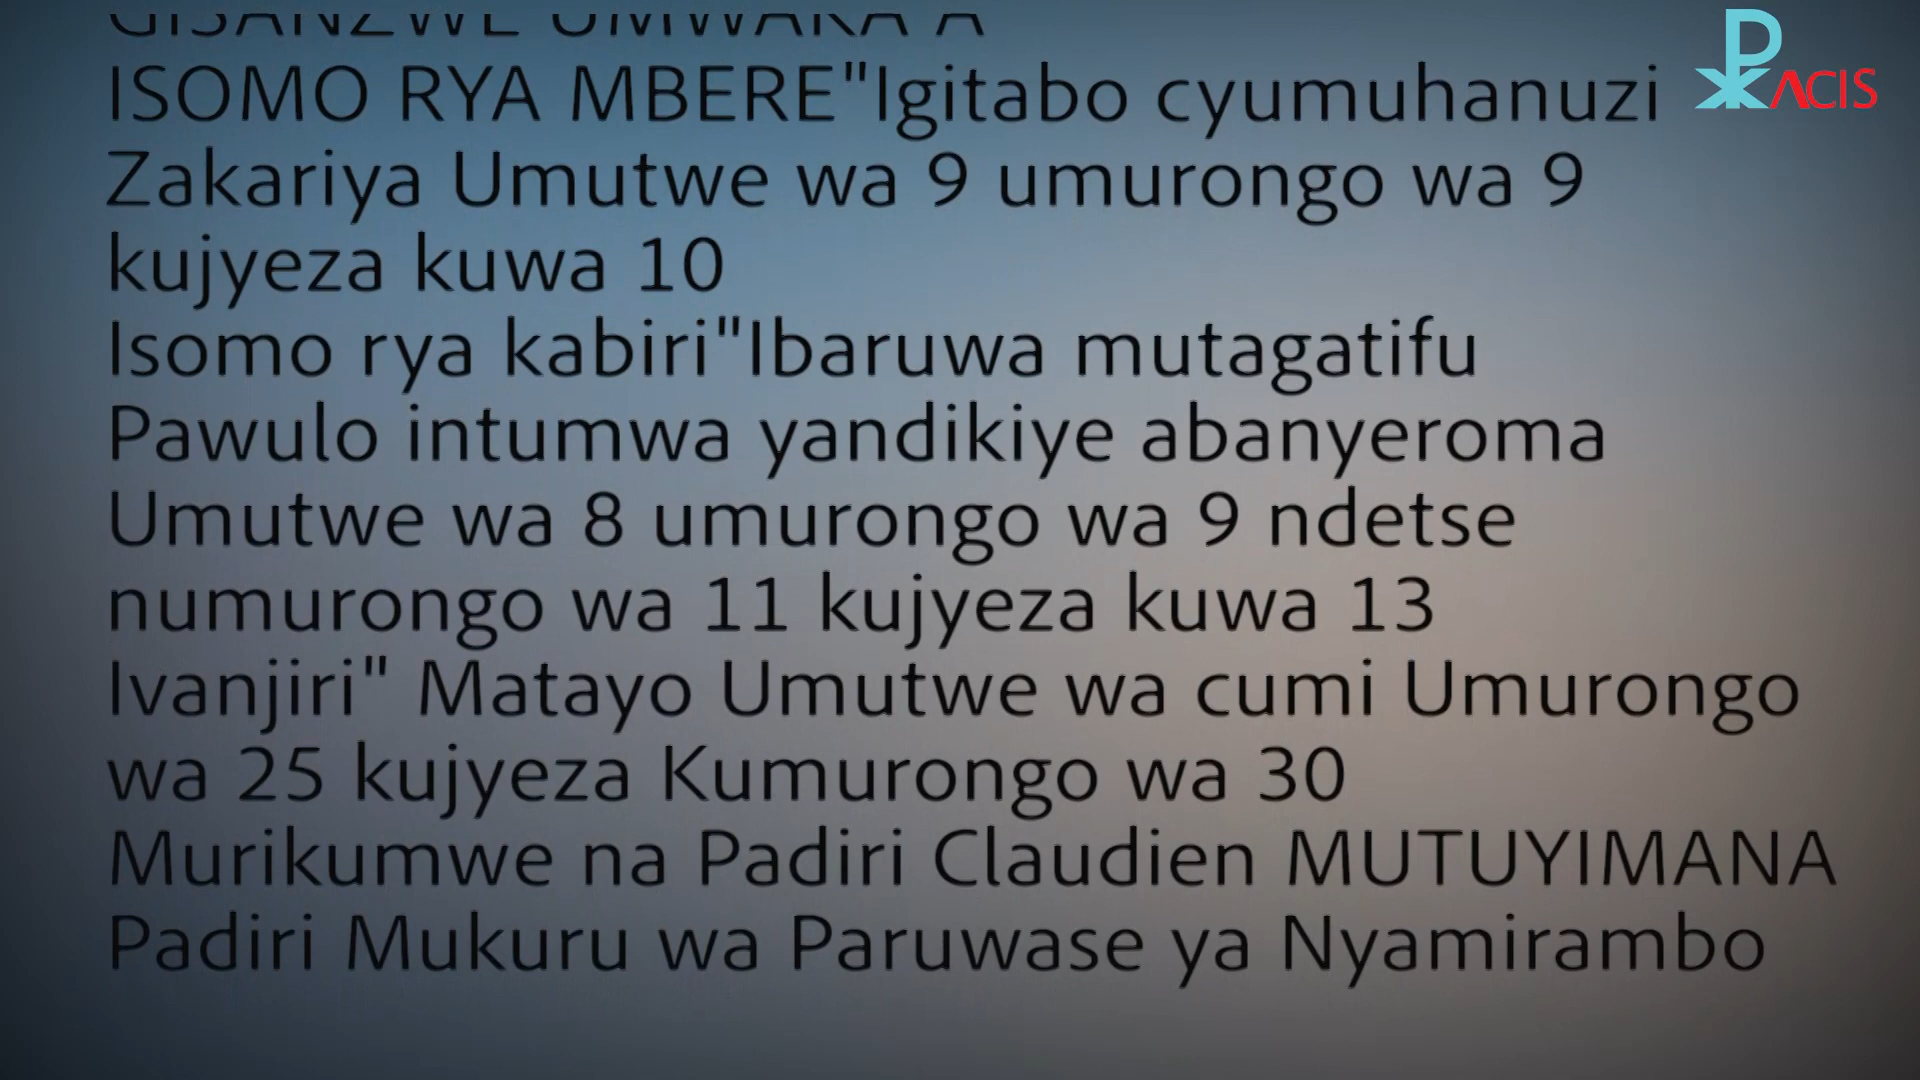 GISANZWE UMWAKA A
ISOMO RYA MBERE"Igitabo cyumuhanuzi
Zakariya Umutwe wa 9 umurongo wa 9
kujyeza kuwa 10
Isomo rya kabiri"Ibaruwa mutagatifu
Pawulo intumwa yandikiye abanyeroma
Umutwe wa 8 umurongo wa 9 ndetse
numurongo wa 11 kujyeza kuwa 13
Ivanjiri" Matayo Umutwe wa cumi Umurongo
wa 25 kujyeza Kumurongo wa 30
Murikumwe na Padiri Claudien MUTUYIMANA
Padiri Mukuru wa Paruwase ya Nyamirambo
PACIS